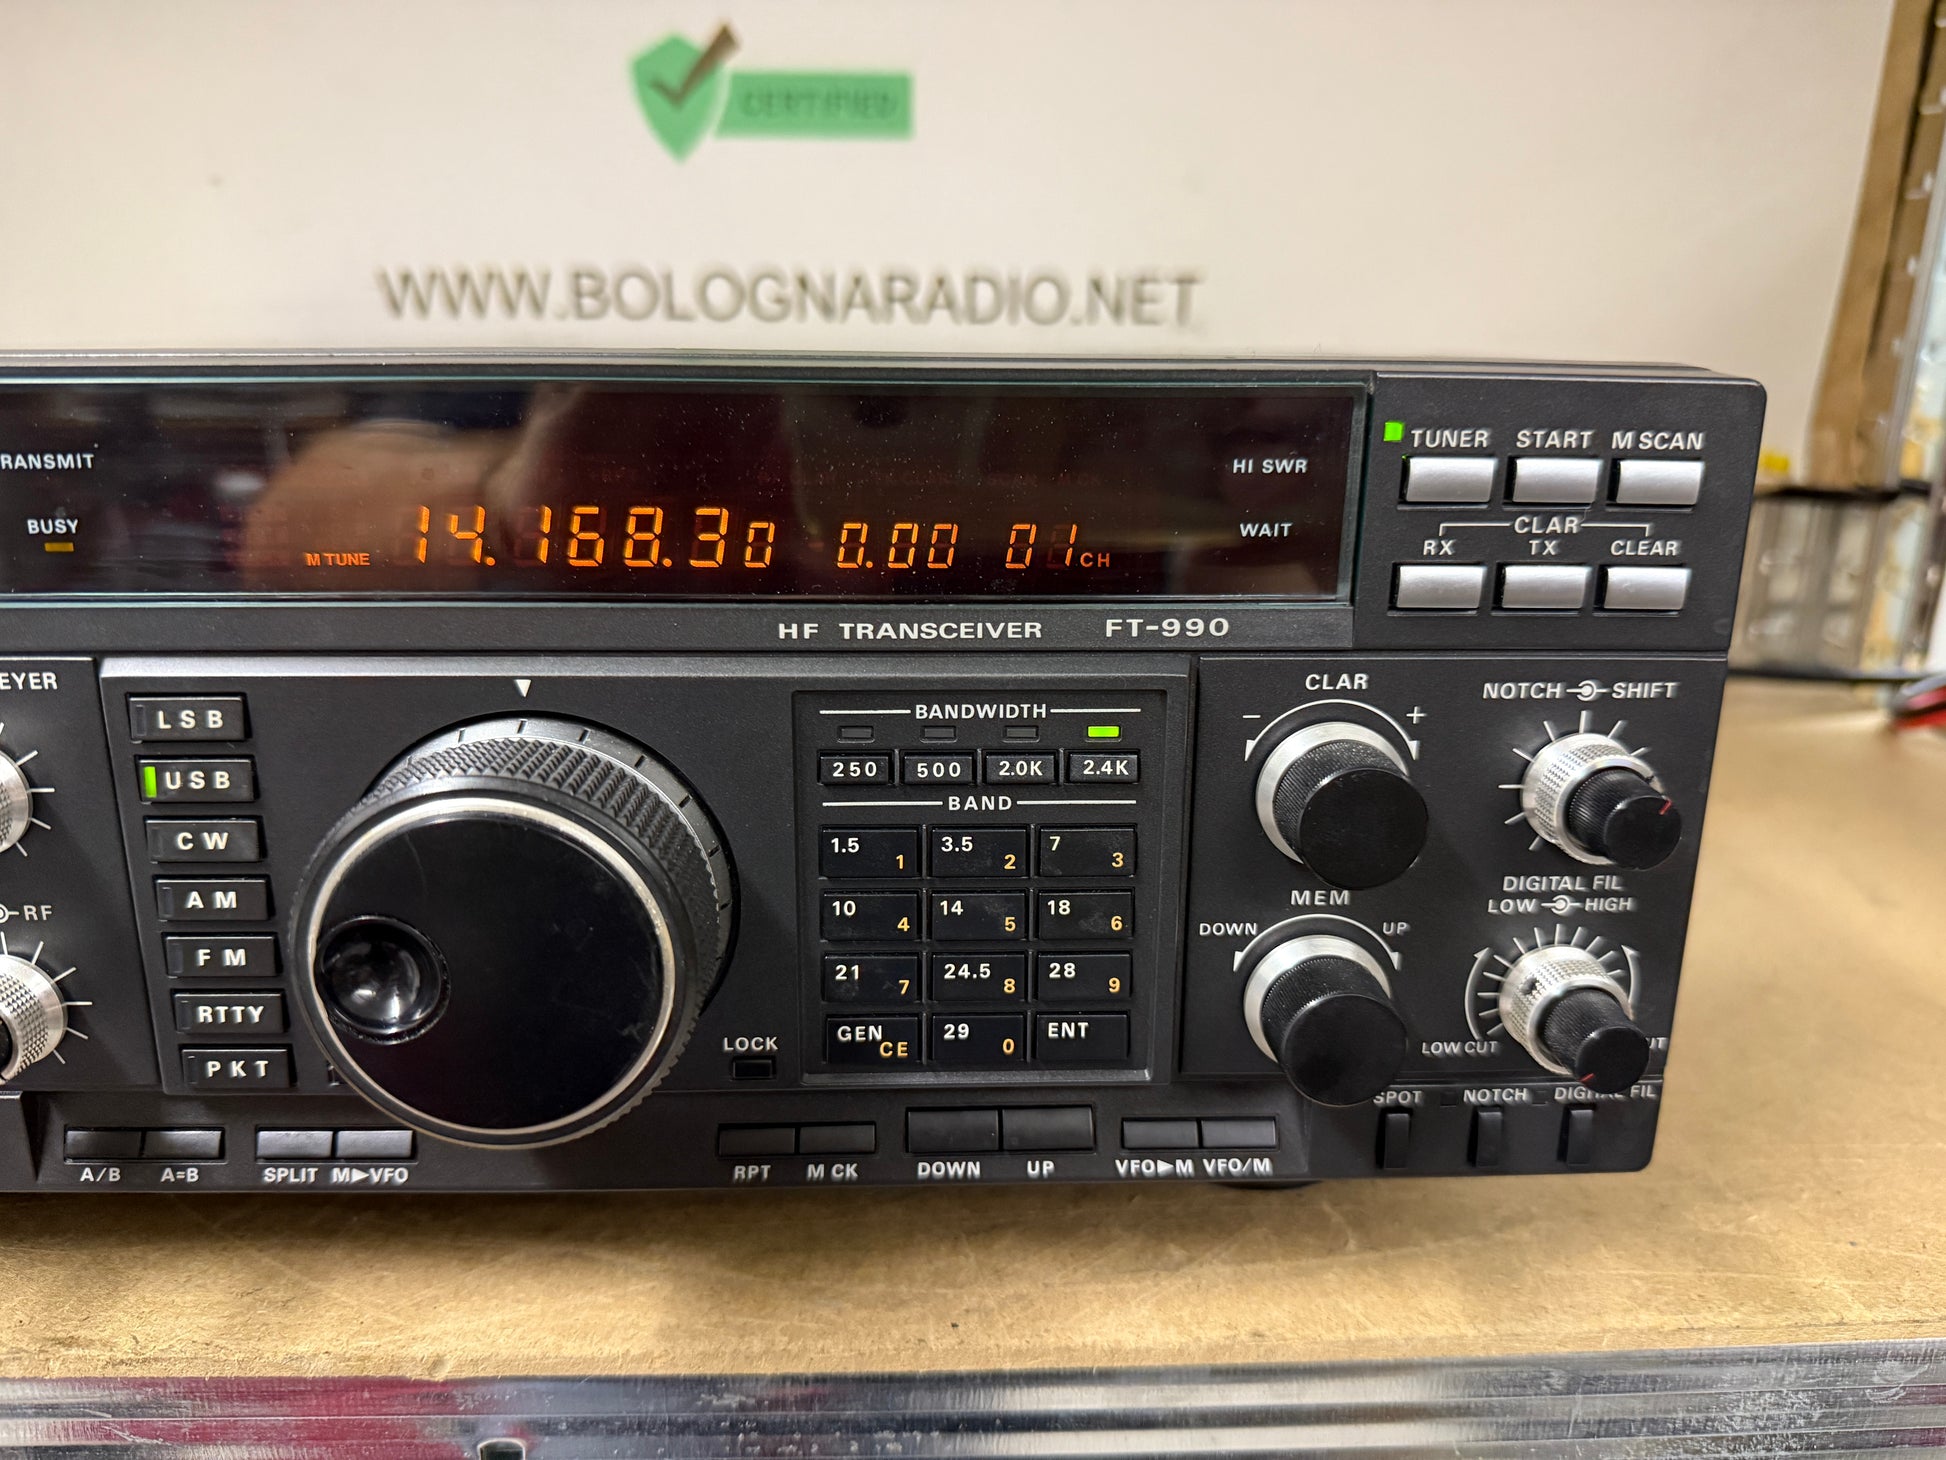 CERTIFIED
WWW.BOLOGNARADIO.NET
RANSMIT
BUSY
M TUNE 14.168.30 0.00 01 CH
HI SWR
WAIT
TUNER START M SCAN
CLAR
RX TX CLEAR
HF TRANSCEIVER FT-990
EYER
RF
LSB
USB
CW
AM
FM
RTTY
PKT
LOCK
BANDWIDTH
250 500 2.0K 2.4K
BAND
1.5 1 3.5 2 7 3
10 4 14 5 18 6
21 7 24.5 8 28 9
GEN CE 29 0 ENT
CLAR
- +
NOTCH SHIFT
MEM
DOWN UP
DIGITAL FIL
LOW HIGH
LOW CUT UT
SPOT NOTCH DIGITAL FIL
A/B A=B SPLIT M▶VFO
RPT M CK DOWN UP VFO▶M VFO/M